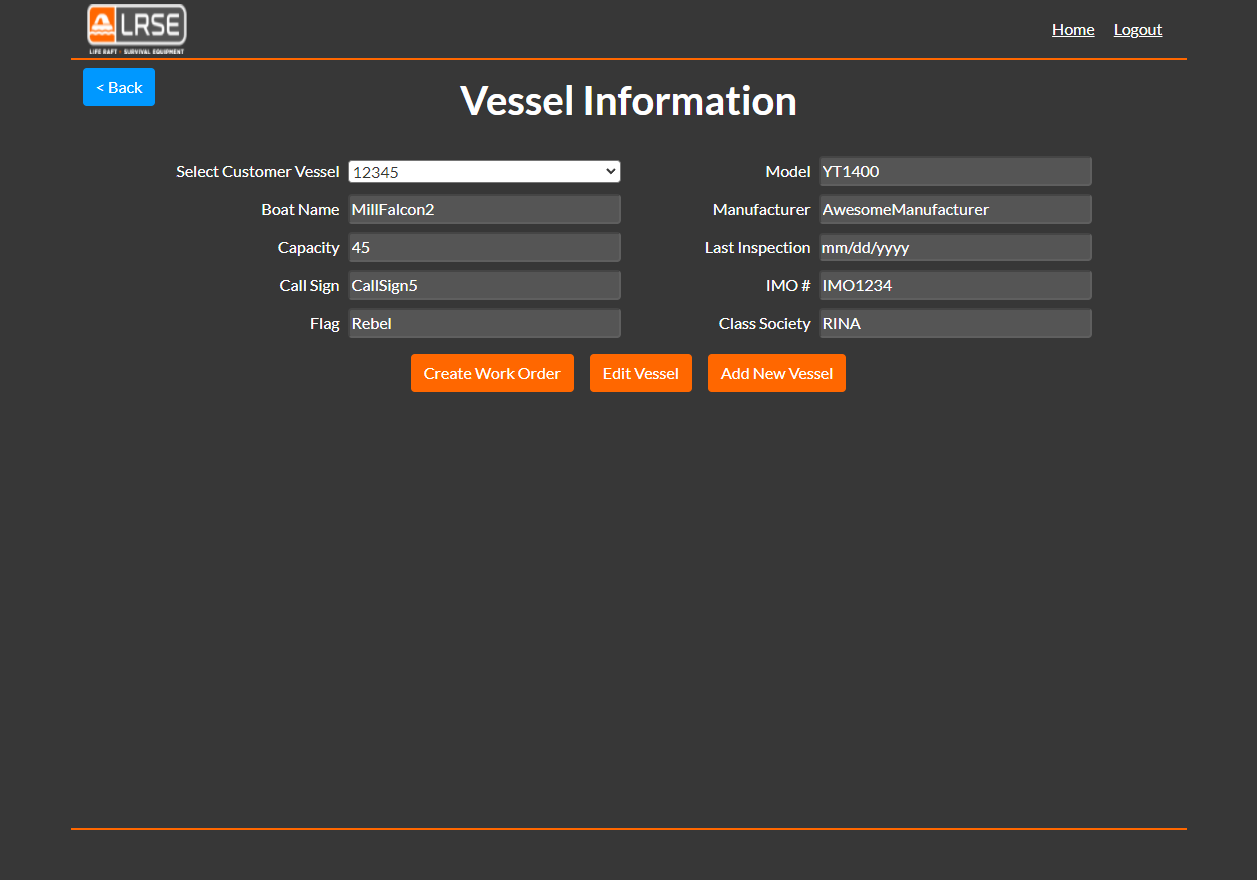 LRSE
LIFE RAFT - SURVIVAL EQUIPMENT
Home Logout
< Back
Vessel Information
Select Customer Vessel 12345
Model YT1400
Boat Name MillFalcon2
Manufacturer AwesomeManufacturer
Capacity 45
Last Inspection mm/dd/yyyy
Call Sign CallSign5
IMO # IMO1234
Flag Rebel
Class Society RINA
Create Work Order Edit Vessel Add New Vessel